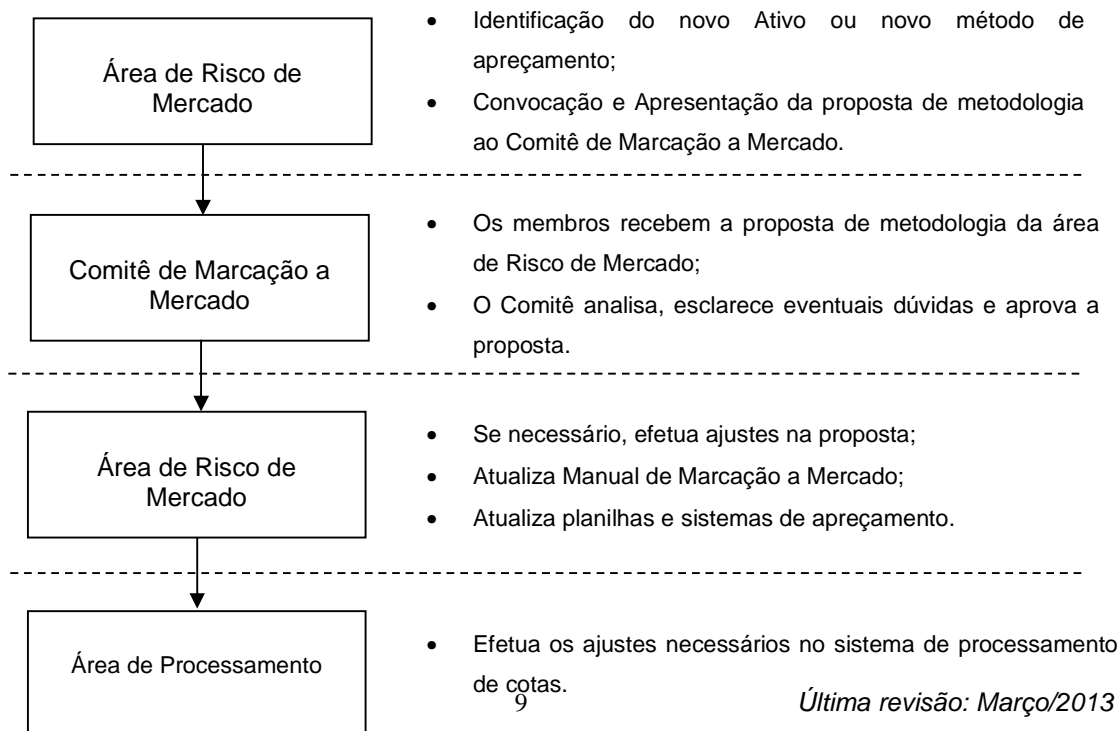 Área de Risco de
Mercado
• Identificação do novo Ativo ou novo método de
apreçamento;
• Convocação e Apresentação da proposta de metodologia
ao Comitê de Marcação a Mercado.
Comitê de Marcação a
Mercado
• Os membros recebem a proposta de metodologia da área
de Risco de Mercado;
• O Comitê analisa, esclarece eventuais dúvidas e aprova a
proposta.
Área de Risco de
Mercado
• Se necessário, efetua ajustes na proposta;
• Atualiza Manual de Marcação a Mercado;
• Atualiza planilhas e sistemas de apreçamento.
Área de Processamento
• Efetua os ajustes necessários no sistema de processamento
de cotas.
9
Última revisão: Março/2013